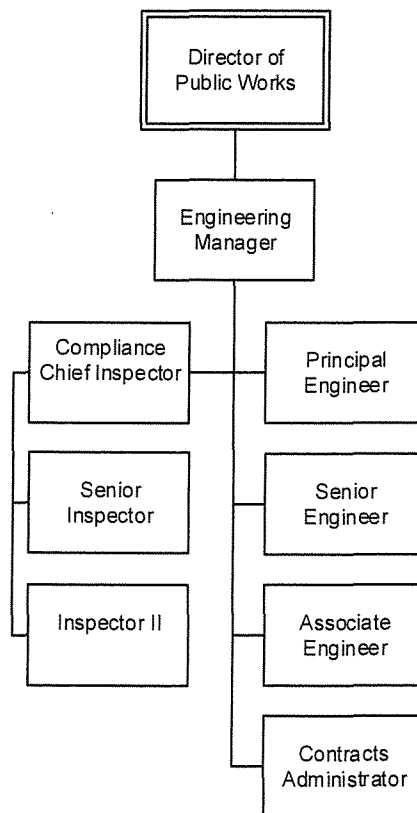 Director of
Public Works
Engineering
Manager
Compliance
Chief Inspector
Principal
Engineer
Senior
Inspector
Senior
Engineer
Inspector II
Associate
Engineer
Contracts
Administrator